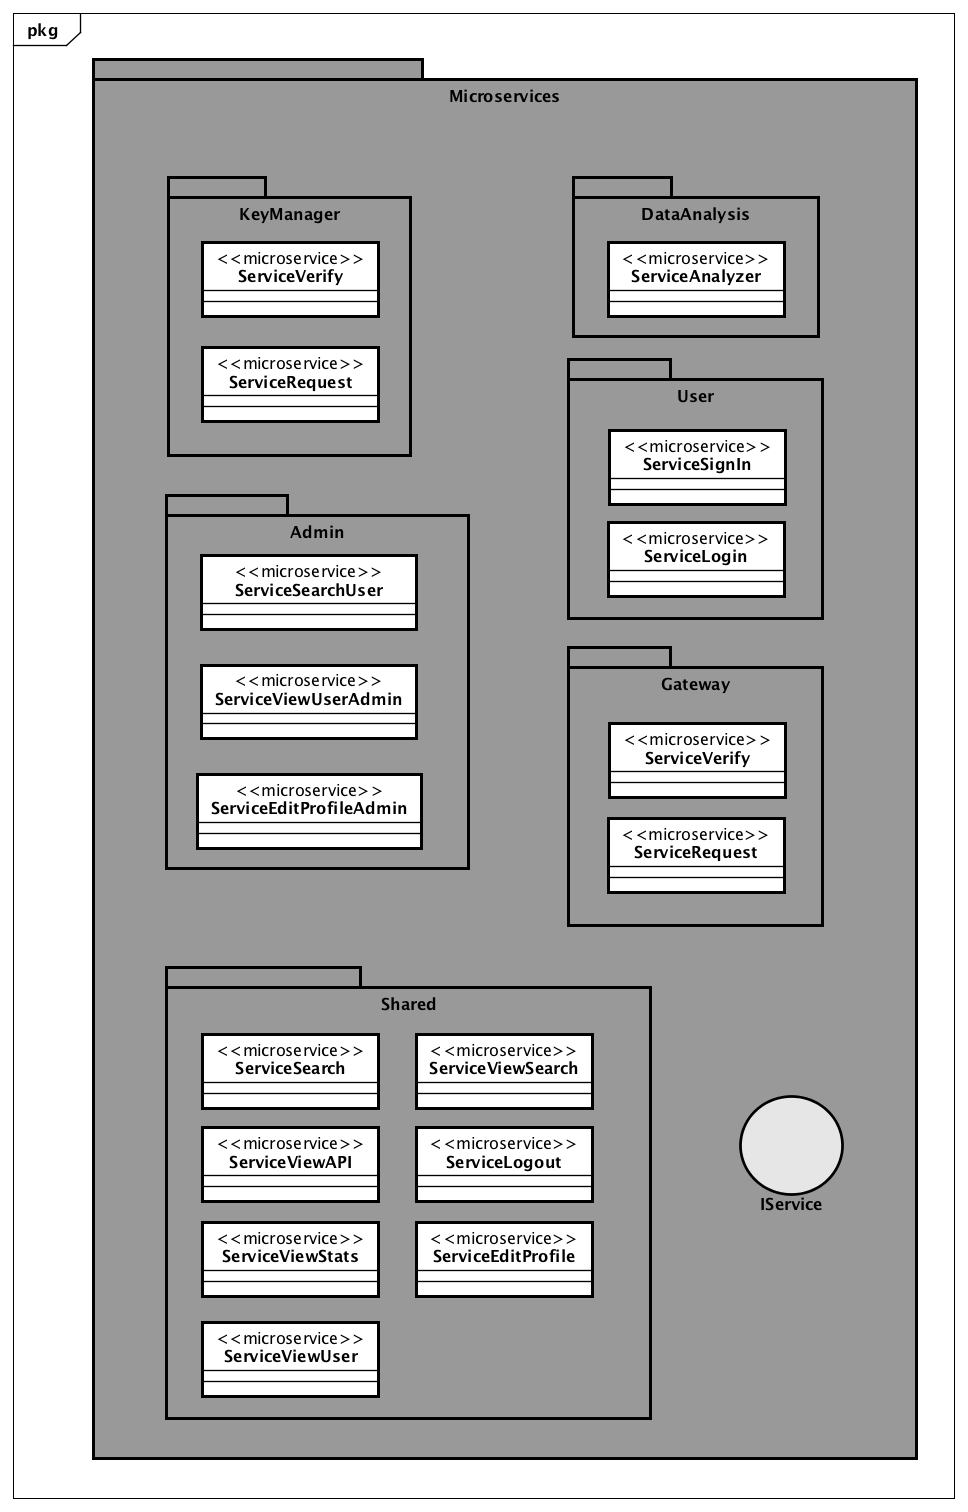 pkg
Microservices
KeyManager
<<microservice>>
ServiceVerify
<<microservice>>
ServiceRequest
DataAnalysis
<<microservice>>
ServiceAnalyzer
User
<<microservice>>
ServiceSignIn
<<microservice>>
ServiceLogin
Admin
<<microservice>>
ServiceSearchUser
<<microservice>>
ServiceViewUserAdmin
<<microservice>>
ServiceEditProfileAdmin
Gateway
<<microservice>>
ServiceVerify
<<microservice>>
ServiceRequest
Shared
<<microservice>>
ServiceSearch
<<microservice>>
ServiceViewSearch
<<microservice>>
ServiceViewAPI
<<microservice>>
ServiceLogout
<<microservice>>
ServiceViewStats
<<microservice>>
ServiceEditProfile
<<microservice>>
ServiceViewUser
IService